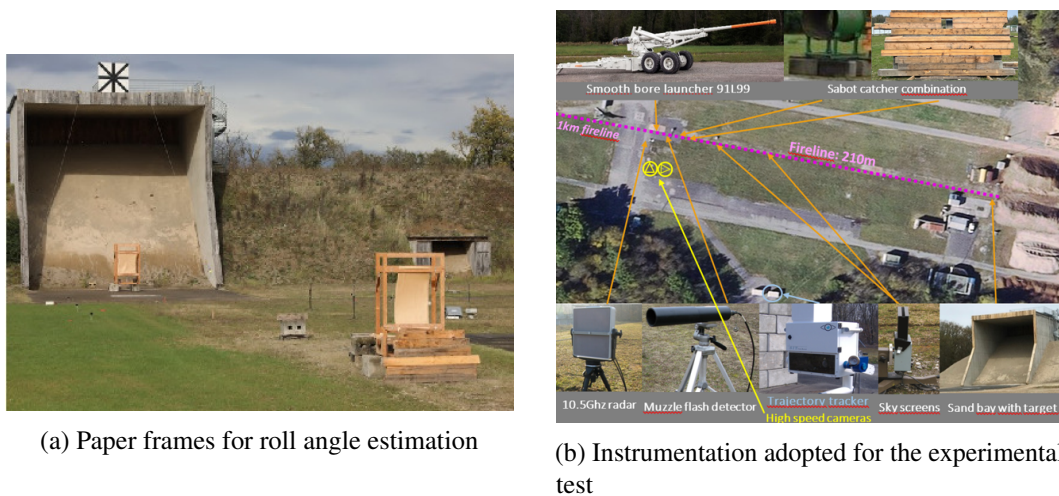 Smooth bore launcher 91L99
Sabot catcher combination
1km fireline
Fireline: 210m
10.5Ghz radar
Muzzle flash detector
Trajectory tracker
High speed cameras
Sky screens
Sand bay with target
(a) Paper frames for roll angle estimation
(b) Instrumentation adopted for the experimental
test